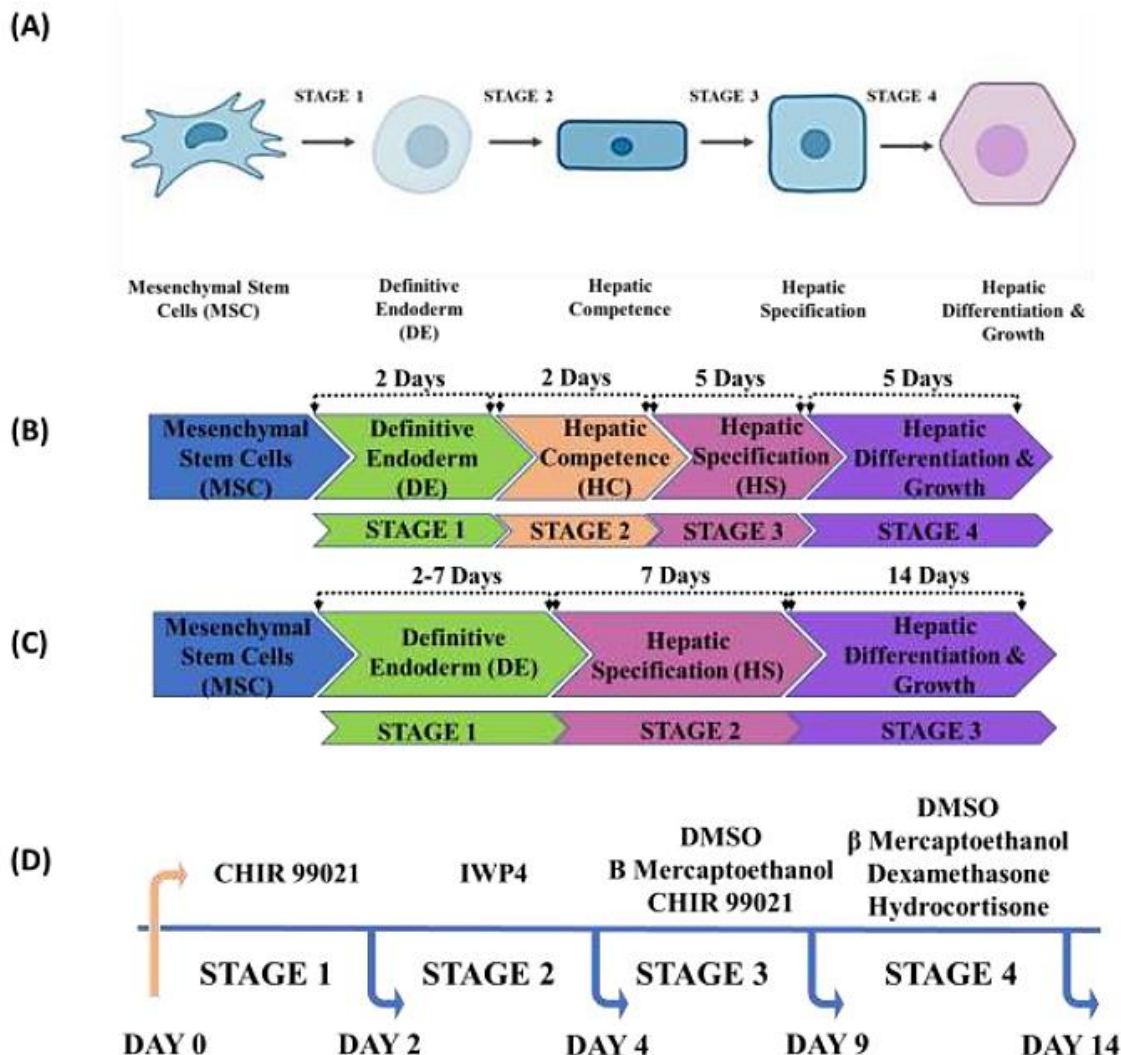 (A)
STAGE 1
STAGE 2
STAGE 3
STAGE 4
Mesenchymal Stem
Cells (MSC)
Definitive
Endoderm
(DE)
Hepatic
Competence
Hepatic
Specification
Hepatic
Differentiation &
Growth
(B)
2 Days
2 Days
5 Days
5 Days
Mesenchymal
Stem Cells
(MSC)
Definitive
Endoderm
(DE)
Hepatic
Competence
(HC)
Hepatic
Specification
(HS)
Hepatic
Differentiation &
Growth
STAGE 1
STAGE 2
STAGE 3
STAGE 4
(C)
2-7 Days
7 Days
14 Days
Mesenchymal
Stem Cells
(MSC)
Definitive
Endoderm (DE)
Hepatic
Specification (HS)
Hepatic
Differentiation &
Growth
STAGE 1
STAGE 2
STAGE 3
(D)
CHIR 99021
IWP4
DMSO
B Mercaptoethanol
CHIR 99021
DMSO
β Mercaptoethanol
Dexamethasone
Hydrocortisone
STAGE 1
STAGE 2
STAGE 3
STAGE 4
DAY 0
DAY 2
DAY 4
DAY 9
DAY 14